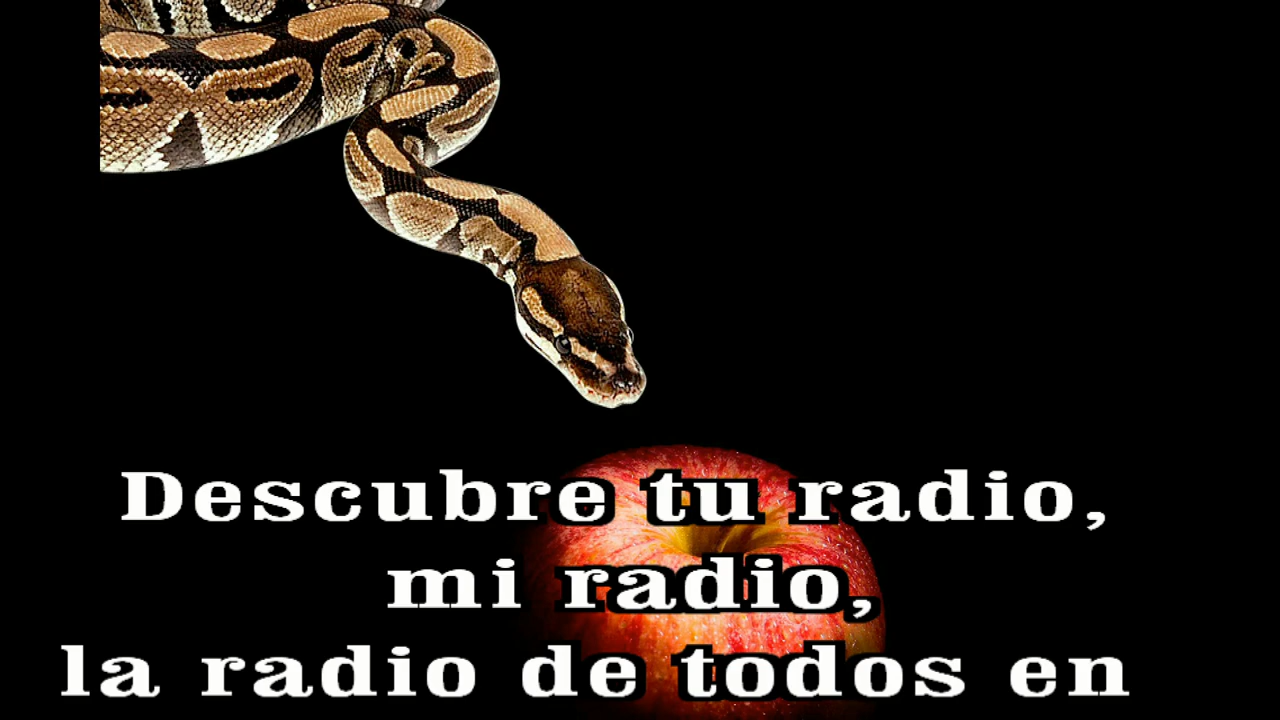 Descubre tu radio,
mi radio,
la radio de todos en